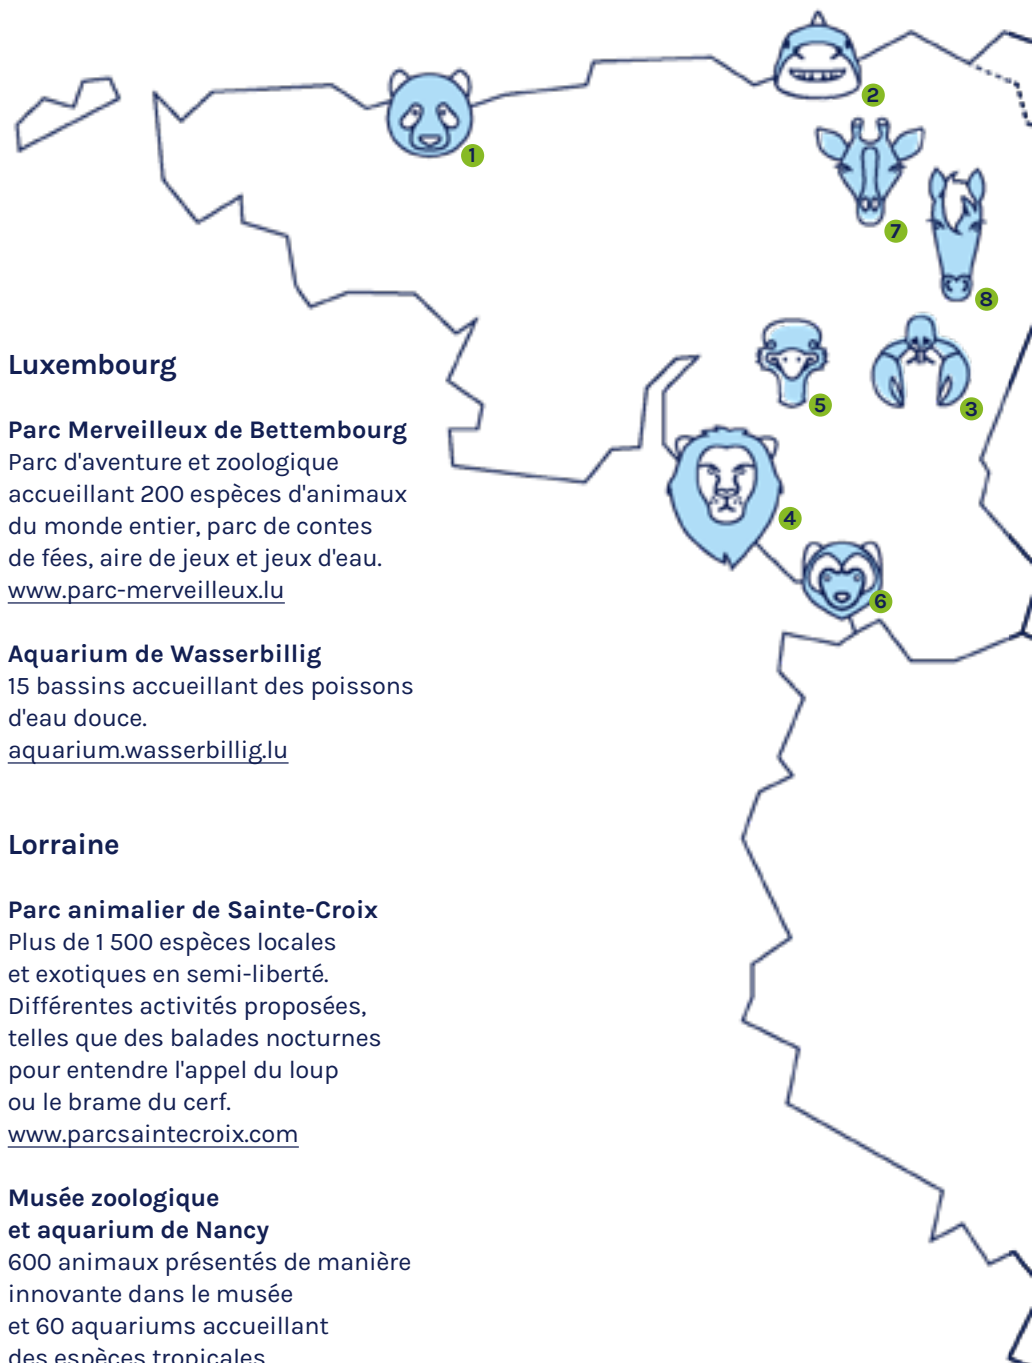 2
1
7
8
5
3
4
6
Luxembourg
Parc Merveilleux de Bettembourg
Parc d'aventure et zoologique
accueillant 200 espèces d'animaux
du monde entier, parc de contes
de fées, aire de jeux et jeux d'eau.
www.parc-merveilleux.lu
Aquarium de Wasserbillig
15 bassins accueillant des poissons
d'eau douce.
aquarium.wasserbillig.lu
Lorraine
Parc animalier de Sainte-Croix
Plus de 1 500 espèces locales
et exotiques en semi-liberté.
Différentes activités proposées,
telles que des balades nocturnes
pour entendre l'appel du loup
ou le brame du cerf.
www.parcsaintecroix.com
Musée zoologique
et aquarium de Nancy
600 animaux présentés de manière
innovante dans le musée
et 60 aquariums accueillant
des espèces tropicales